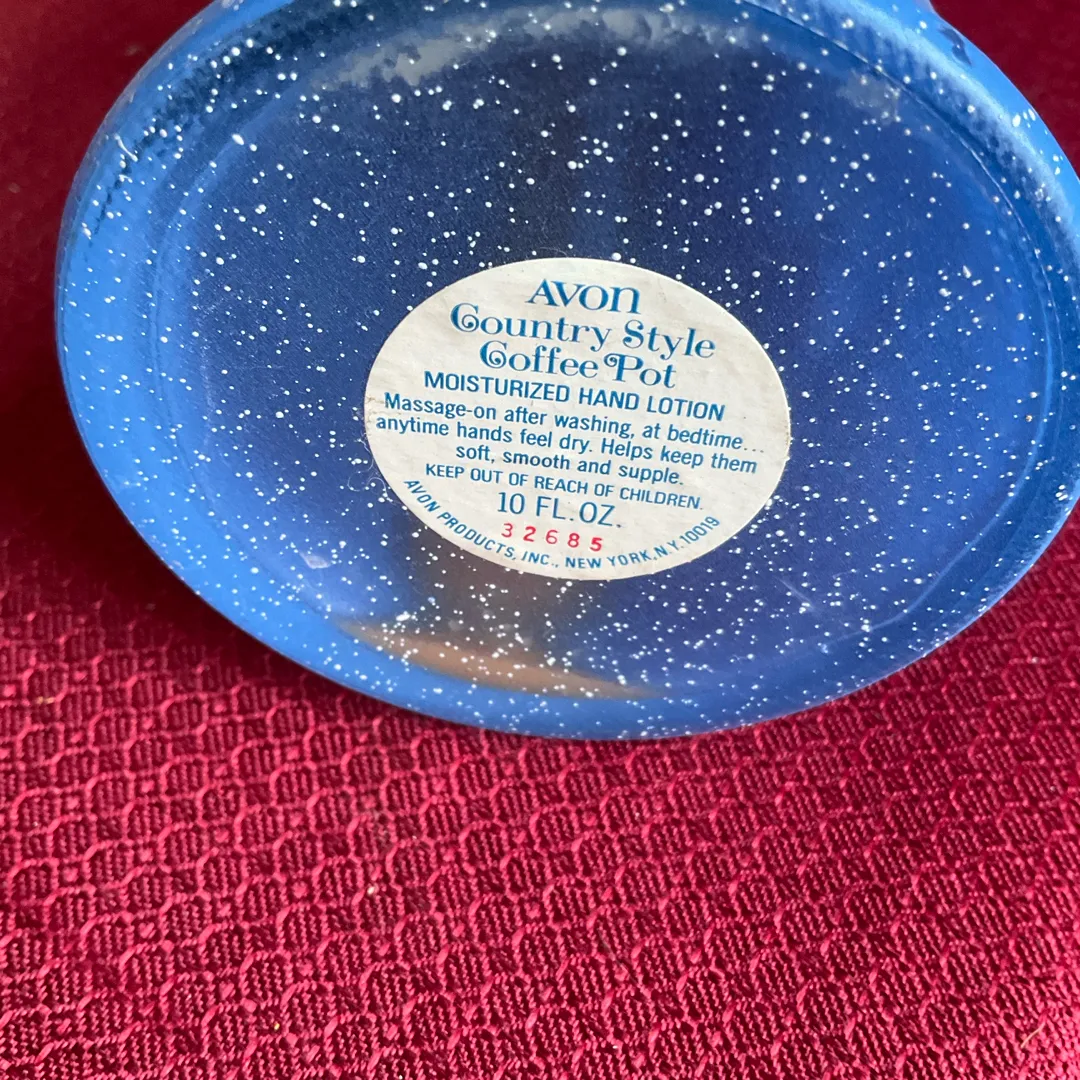 AVON
Country Style
Coffee Pot
MOISTURIZED HAND LOTION
Massage-on after washing, at bedtime...
anytime hands feel dry. Helps keep them
soft, smooth and supple.
KEEP OUT OF REACH OF CHILDREN.
10 FL.OZ.
32685
AVON PRODUCTS, INC., NEW YORK, N.Y. 10019